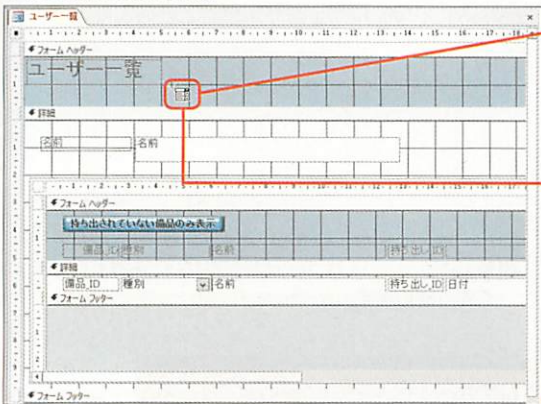 ユーザー一覧
フォーム ヘッダー
ユーザー一覧
詳細
名前 名前
フォーム ヘッダー
持ち出されていない備品のみ表示
備品_ID 種別 名前 持ち出し_ID
詳細
備品_ID 種別 名前 持ち出し_ID 日付
フォーム フッター
フォーム フッター